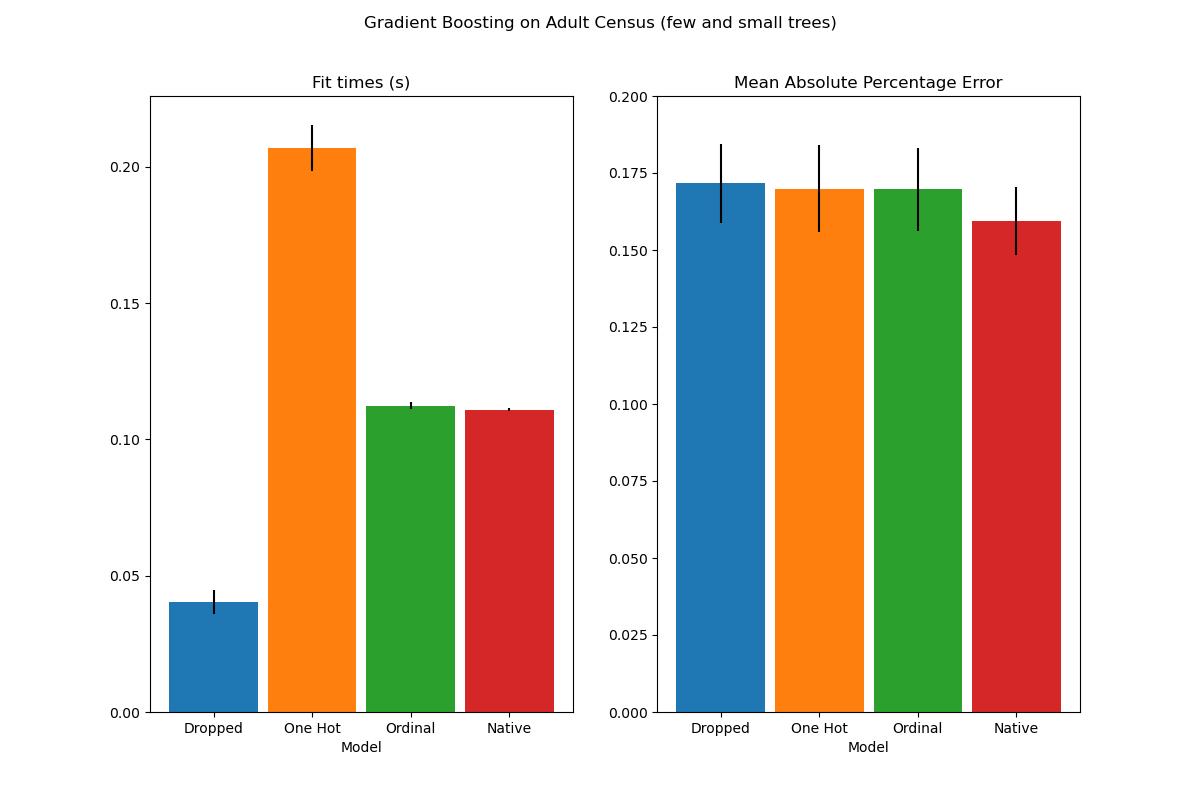 Gradient Boosting on Adult Census (few and small trees)
Fit times (s)
0.20
0.15
0.10
0.05
0.00
Dropped One Hot Ordinal Native
Model
Mean Absolute Percentage Error
0.200
0.175
0.150
0.125
0.100
0.075
0.050
0.025
0.000
Dropped One Hot Ordinal Native
Model